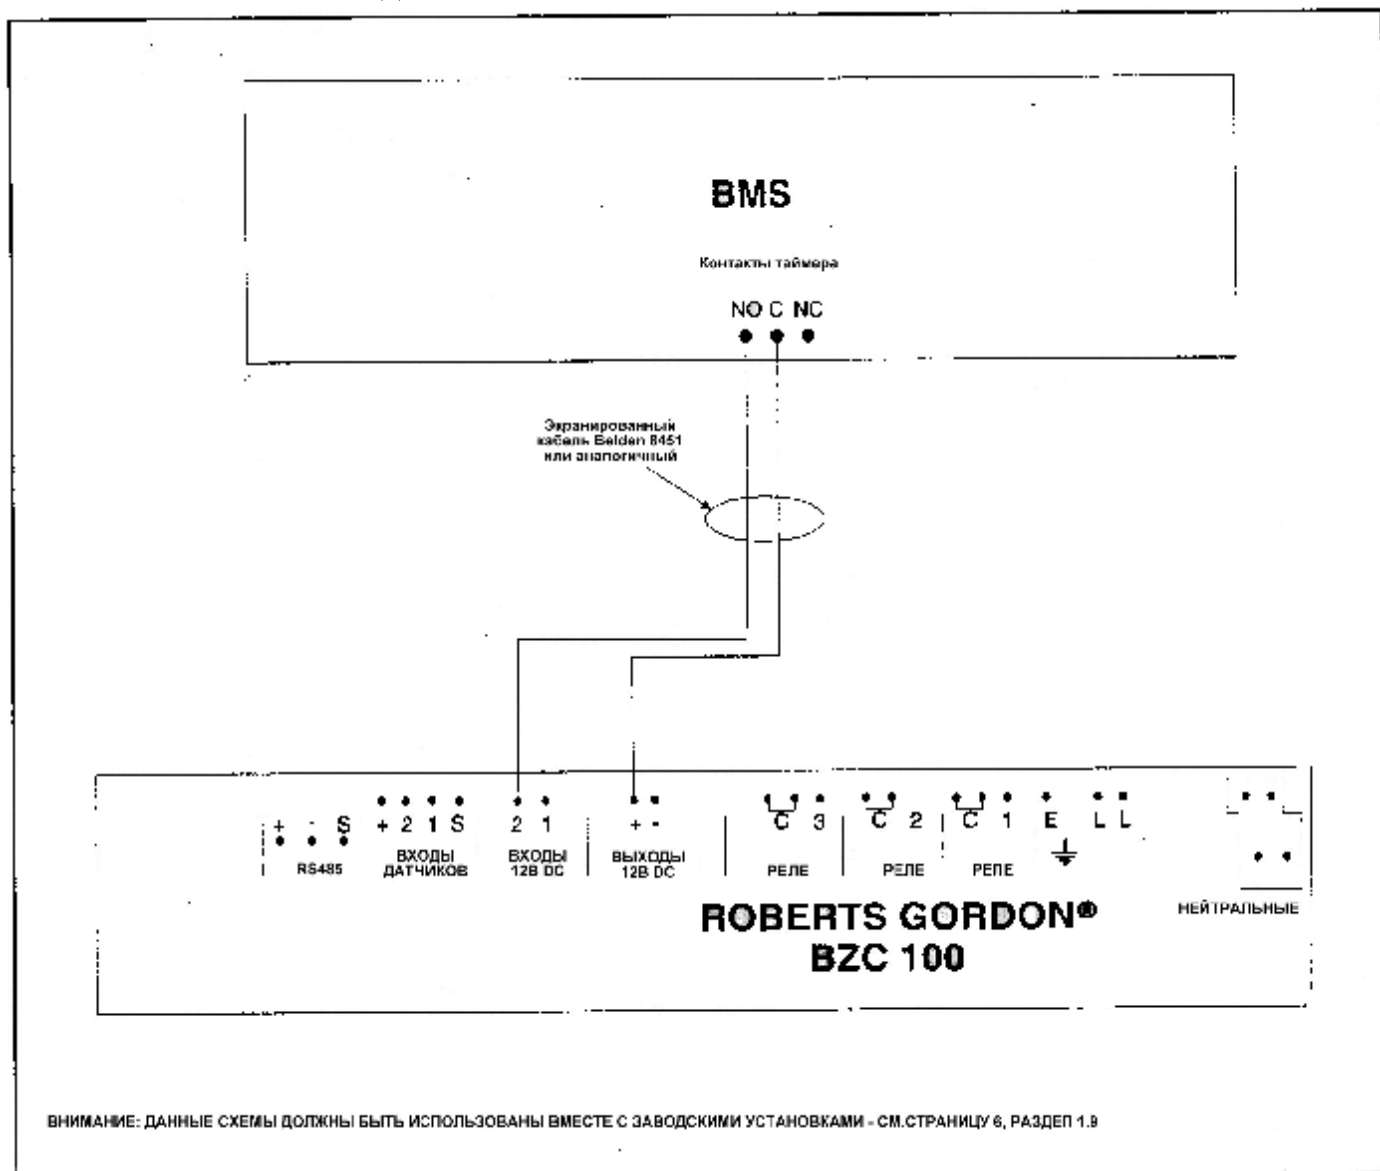 BMS
Контакты таймера
NO C NC
Экранированный
кабель Belden 8451
или аналогичный
+ - S
RS485
+ 2 1 S
ВХОДЫ
ДАТЧИКОВ
2 1
ВХОДЫ
12В DC
+ -
ВЫХОДЫ
12В DC
C 3
РЕЛЕ
C 2
РЕЛЕ
C 1
РЕЛЕ
E
L L
НЕЙТРАЛЬНЫЕ
ROBERTS GORDON®
BZC 100
ВНИМАНИЕ: ДАННЫЕ СХЕМЫ ДОЛЖНЫ БЫТЬ ИСПОЛЬЗОВАНЫ ВМЕСТЕ С ЗАВОДСКИМИ УСТАНОВКАМИ - СМ.СТРАНИЦУ 6, РАЗДЕЛ 1.9